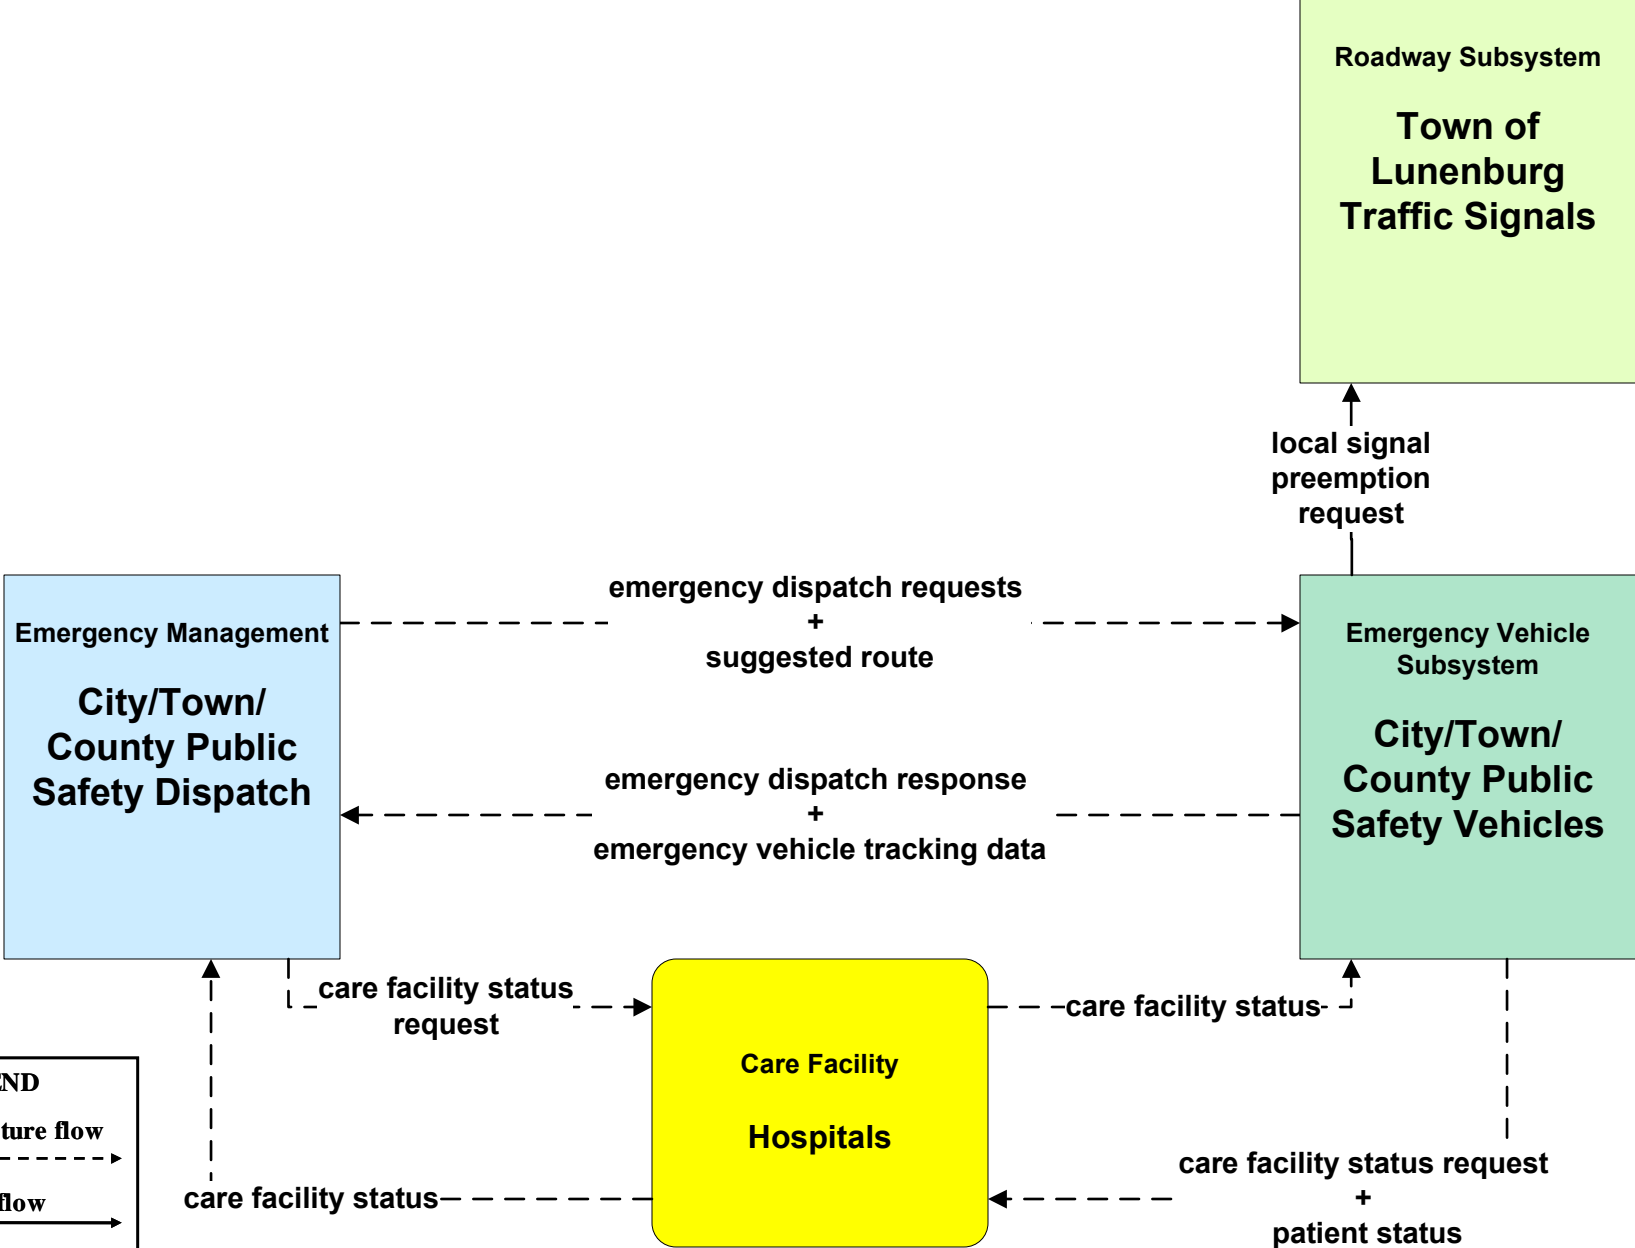 Roadway Subsystem
Town of
Lunenburg
Traffic Signals
local signal
preemption
request
Emergency Management
City/Town/
County Public
Safety Dispatch
emergency dispatch requests
+
suggested route
Emergency Vehicle
Subsystem
City/Town/
County Public
Safety Vehicles
emergency dispatch response
+
emergency vehicle tracking data
care facility status
request
care facility status
Care Facility
Hospitals
care facility status
care facility status request
+
patient status
ND
ture flow
flow